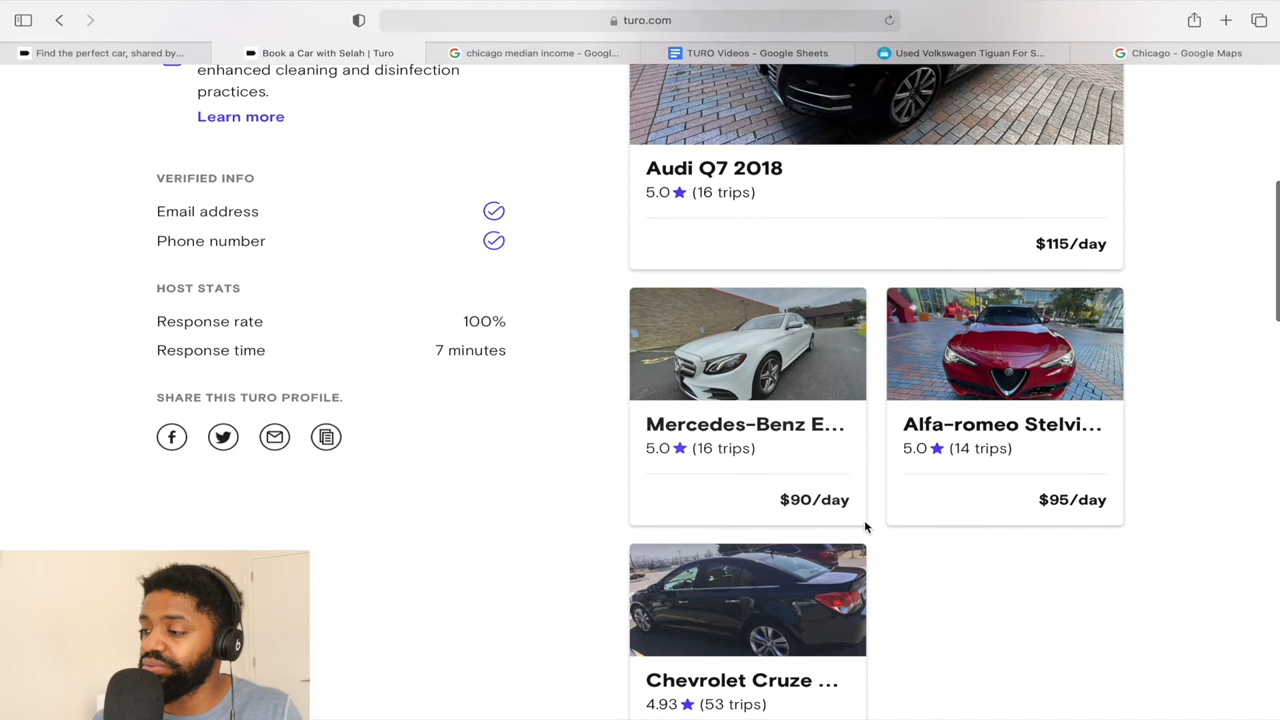 turo.com
Find the perfect car, shared by...
Book a Car with Selah | Turo
chicago median income - Googl...
TURO Videos - Google Sheets
Used Volkswagen Tiguan For S...
Chicago - Google Maps
enhanced cleaning and disinfection
practices.
Learn more
VERIFIED INFO
Email address
Phone number
HOST STATS
Response rate 100%
Response time 7 minutes
SHARE THIS TURO PROFILE.
Audi Q7 2018
5.0 ★ (16 trips)
$115/day
Mercedes-Benz E...
5.0 ★ (16 trips)
$90/day
Alfa-romeo Stelvi...
5.0 ★ (14 trips)
$95/day
Chevrolet Cruze ...
4.93 ★ (53 trips)